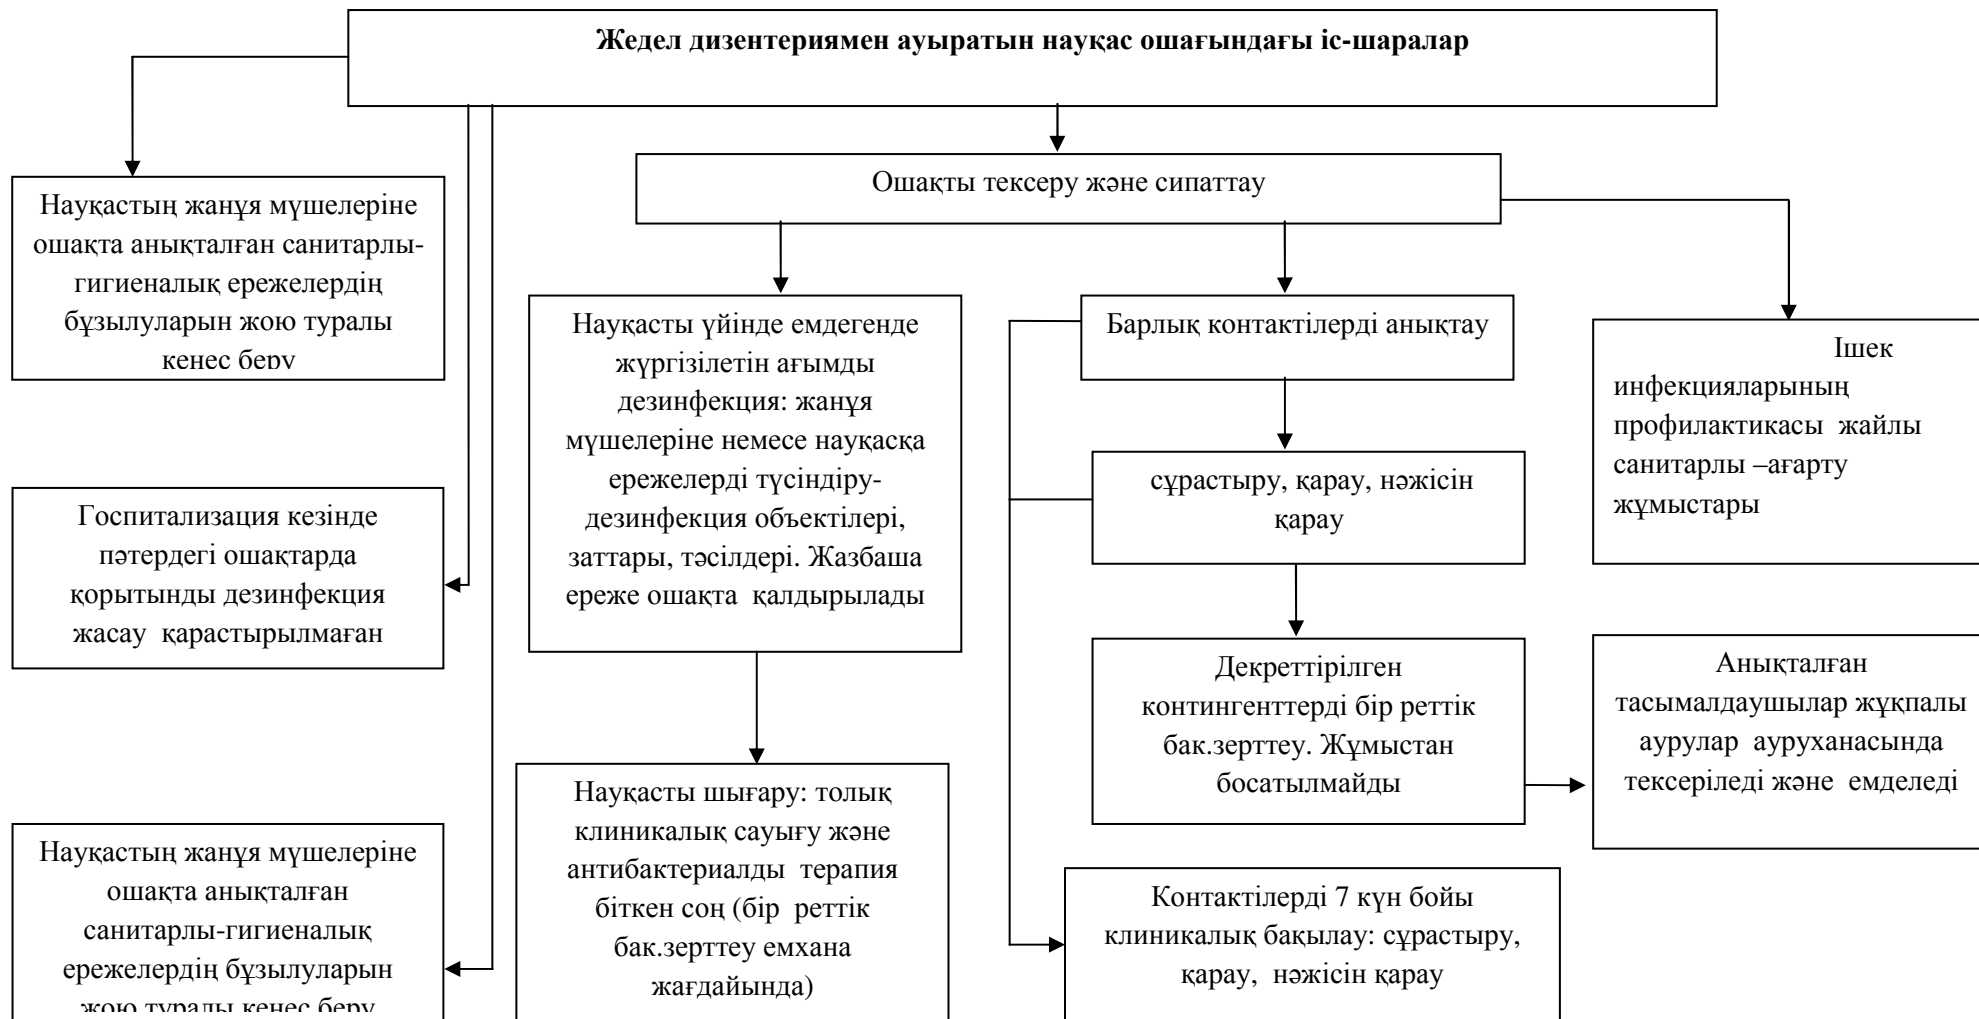 Жедел дизентериямен ауыратын науқас ошағындағы іс-шаралар
Ошақты тексеру және сипаттау
Науқастың жанұя мүшелеріне
ошақта анықталған санитарлы-
гигиеналық ережелердің
бұзылуларын жою туралы
кеңес беру
Госпитализация кезінде
пәтердегі ошақтарда
қорытынды дезинфекция
жасау қарастырылмаған
Науқастың жанұя мүшелеріне
ошақта анықталған
санитарлы-гигиеналық
ережелердің бұзылуларын
жою туралы кеңес беру
Науқасты үйінде емдегенде
жүргізілетін ағымды
дезинфекция: жанұя
мүшелеріне немесе науқасқа
ережелерді түсіндіру-
дезинфекция объектілері,
заттары, тәсілдері. Жазбаша
ереже ошақта қалдырылады
Науқасты шығару: толық
клиникалық сауығу және
антибактериалды терапия
біткен соң (бір реттік
бак.зерттеу емхана
жағдайында)
Барлық контактілерді анықтау
сұрастыру, қарау, нәжісін
қарау
Декреттірілген
контингенттерді бір реттік
бак.зерттеу. Жұмыстан
босатылмайды
Контактілерді 7 күн бойы
клиникалық бақылау: сұрастыру,
қарау, нәжісін қарау
Ішек
инфекцияларының
профилактикасы жайлы
санитарлы –ағарту
жұмыстары
Анықталған
тасымалдаушылар жұқпалы
аурулар ауруханасында
тексеріледі және емделеді